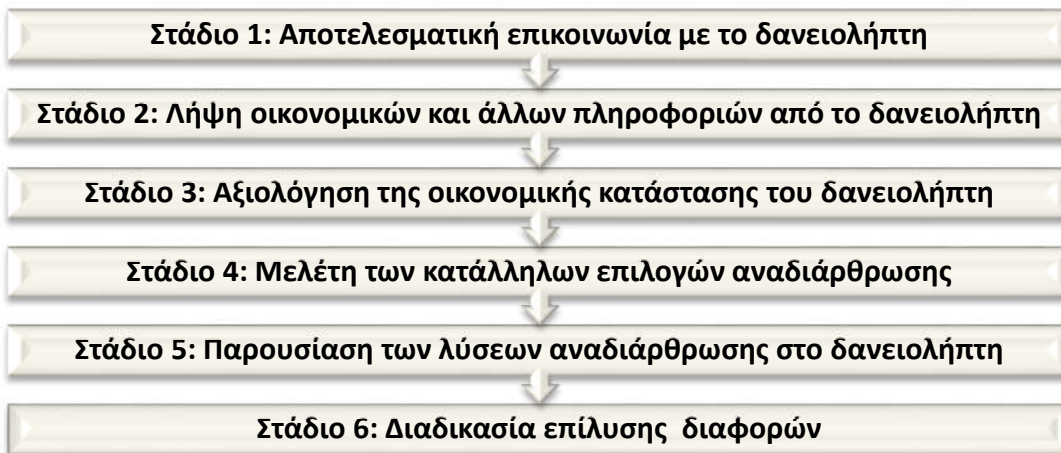 Στάδιο 1: Αποτελεσματική επικοινωνία με το δανειολήπτη
Στάδιο 2: Λήψη οικονομικών και άλλων πληροφοριών από το δανειολήπτη
Στάδιο 3: Αξιολόγηση της οικονομικής κατάστασης του δανειολήπτη
Στάδιο 4: Μελέτη των κατάλληλων επιλογών αναδιάρθρωσης
Στάδιο 5: Παρουσίαση των λύσεων αναδιάρθρωσης στο δανειολήπτη
Στάδιο 6: Διαδικασία επίλυσης διαφορών